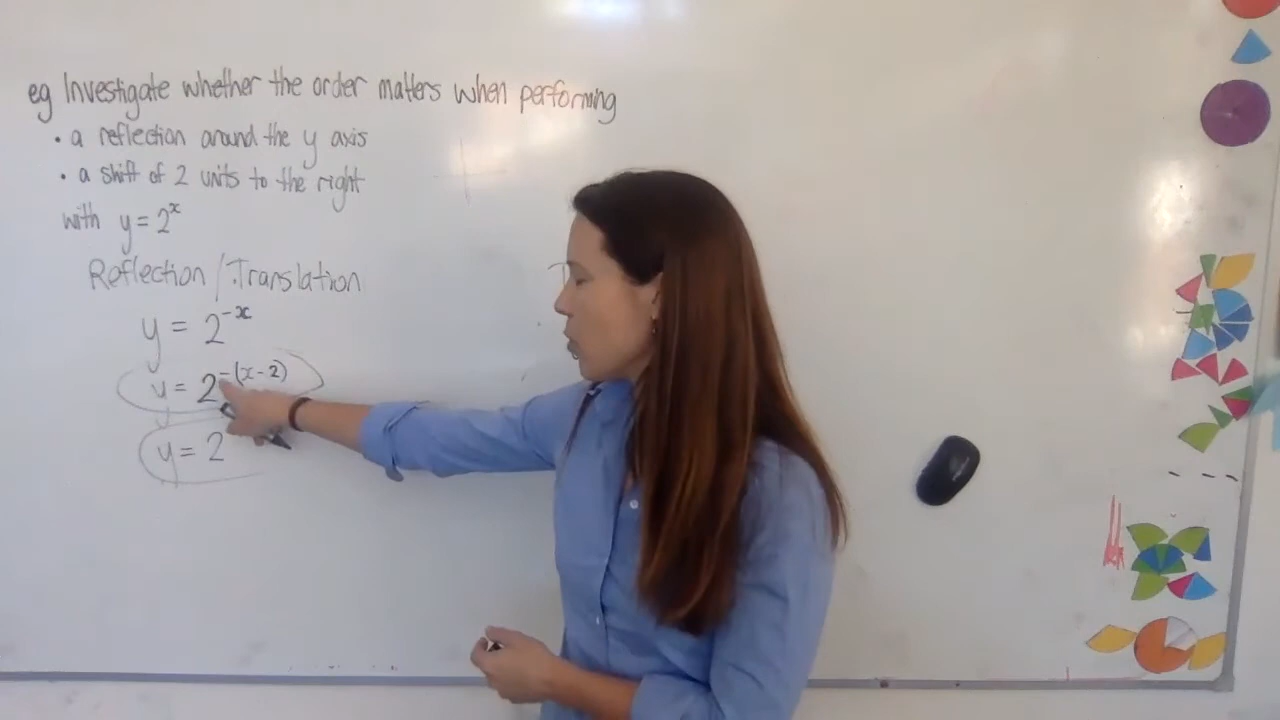 eg Investigate whether the order matters when performing
• a reflection around the y axis
• a shift of 2 units to the right
with y = 2ˣ
Reflection / Translation
y = 2⁻ˣ
y = 2⁻⁽ˣ⁻²⁾
y = 2